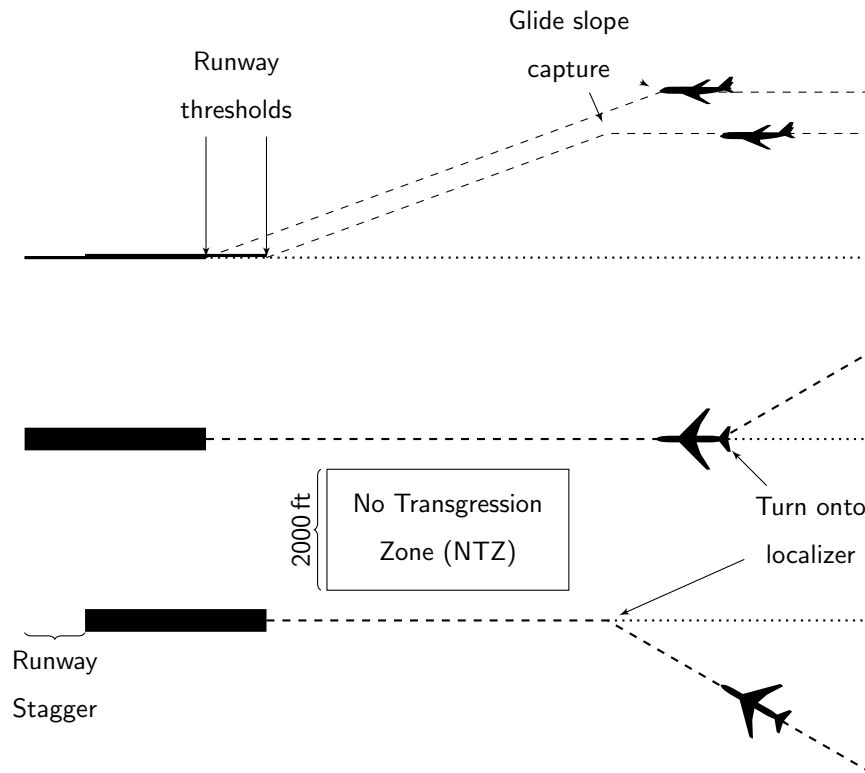 Glide slope
capture
Runway
thresholds
2000 ft
No Transgression
Zone (NTZ)
Turn onto
localizer
Runway
Stagger